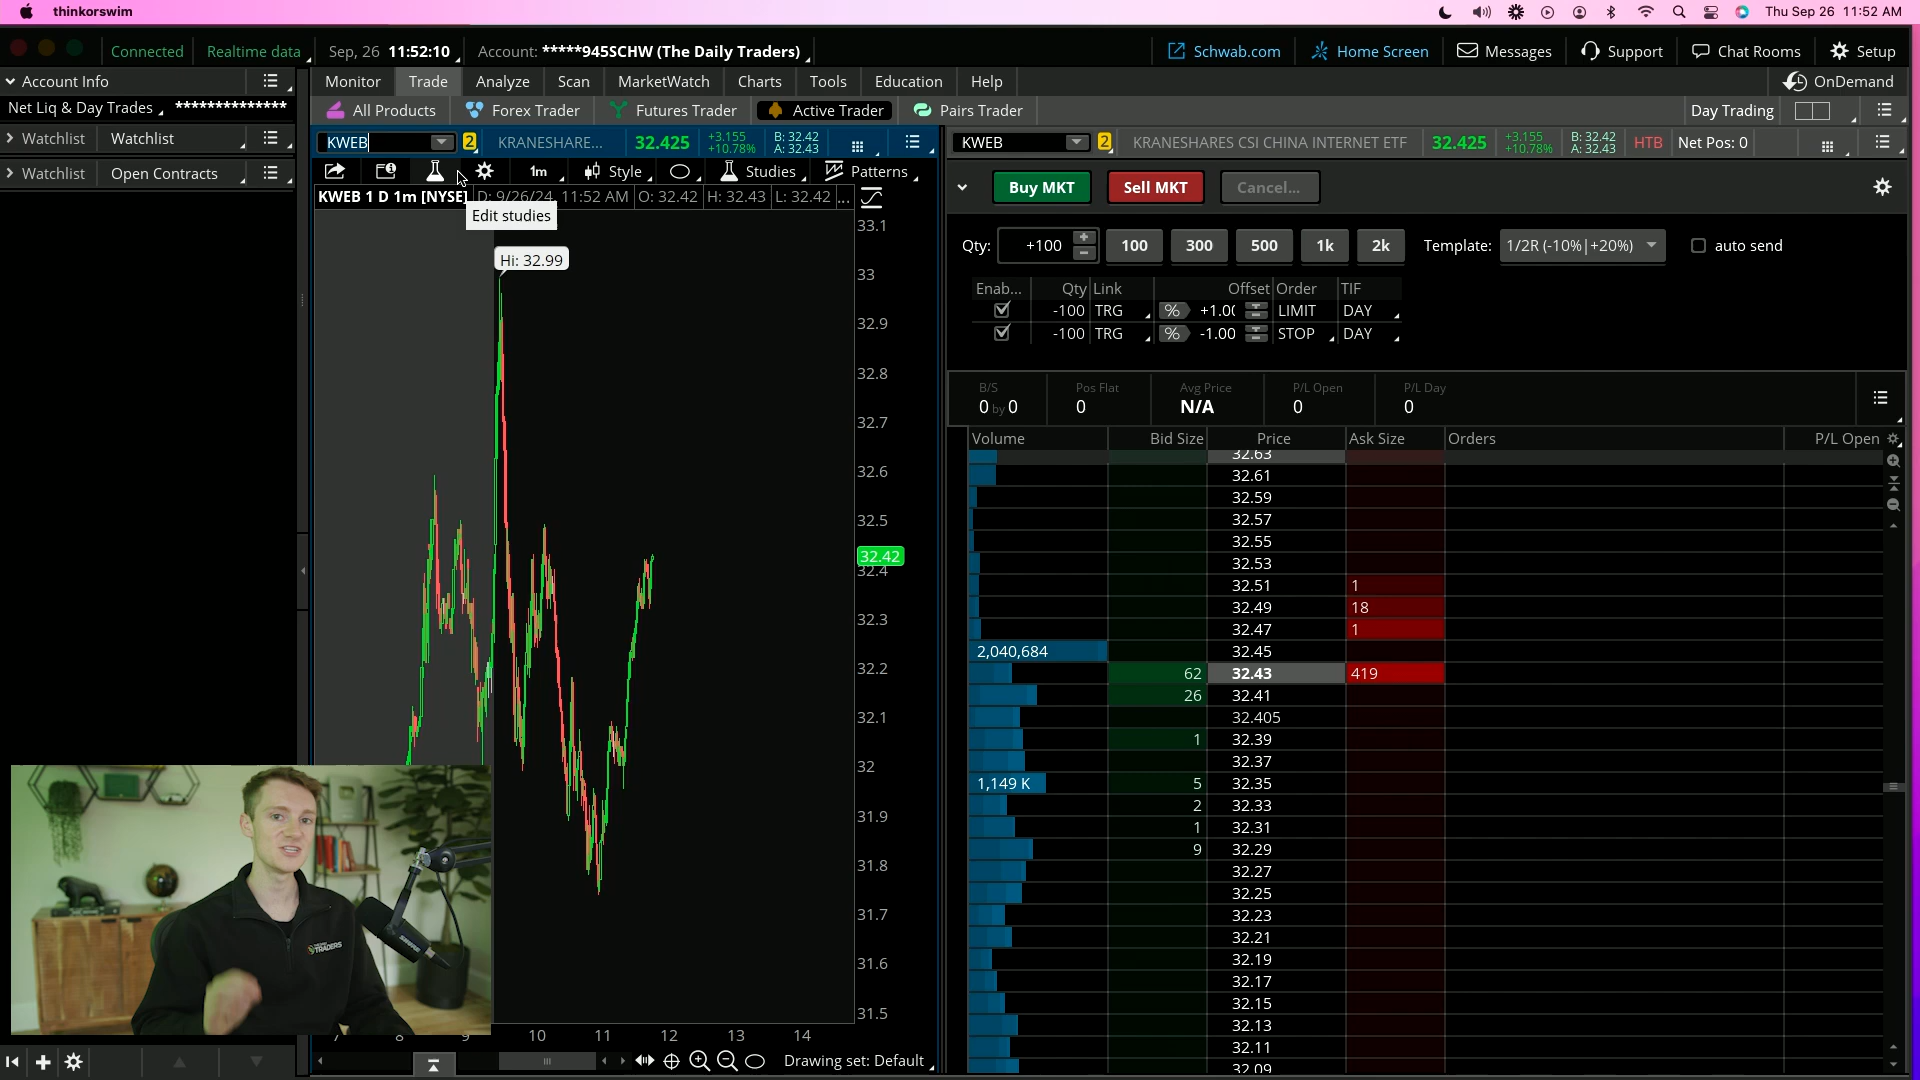 thinkorswim
Thu Sep 26 11:52 AM
Connected
Realtime data
Sep, 26 11:52:10
Account: *****945SCHW (The Daily Traders)
Schwab.com
Home Screen
Messages
Support
Chat Rooms
Setup
Account Info
Monitor
Trade
Analyze
Scan
MarketWatch
Charts
Tools
Education
Help
OnDemand
Net Liq & Day Trades
**************
All Products
Forex Trader
Futures Trader
Active Trader
Pairs Trader
Day Trading
Watchlist
Watchlist
KWEB
2
KRANESHARE...
32.425
+3.155
+10.78%
B: 32.42
A: 32.43
KWEB
2
KRANESHARES CSI CHINA INTERNET ETF
32.425
+3.155
+10.78%
B: 32.42
A: 32.43
HTB
Net Pos: 0
Watchlist
Open Contracts
1m
Style
Studies
Patterns
KWEB 1 D 1m [NYSE]
D: 9/26/24, 11:52 AM
O: 32.42
H: 32.43
L: 32.42
...
Edit studies
Buy MKT
Sell MKT
Cancel...
Qty:
+100
100
300
500
1k
2k
Template:
1/2R (-10%|+20%)
auto send
Enab...
Qty
Link
Offset
Order
TIF
-100
TRG
%
LIMIT
DAY
-100
TRG
%
-1.00
STOP
DAY
B/S
0 by 0
Pos Flat
0
Avg Price
N/A
P/L Open
0
P/L Day
0
Hi: 32.99
33.1
33
32.9
32.8
32.7
32.6
32.5
32.42
32.4
32.3
32.2
32.1
32
31.9
31.8
31.7
31.6
31.5
8
9
10
11
12
13
14
Drawing set: Default
Volume
Bid Size
Price
Ask Size
Orders
P/L Open
32.63
32.61
32.59
32.57
32.55
32.53
32.51 1
32.49 18
32.47 1
2,040,684 32.45
62 32.43 419
26 32.41
32.405
1 32.39
32.37
1,149 K 5 32.35
2 32.33
1 32.31
9 32.29
32.27
32.25
32.23
32.21
32.19
32.17
32.15
32.13
32.11
32.09
TRADERS
SHURE